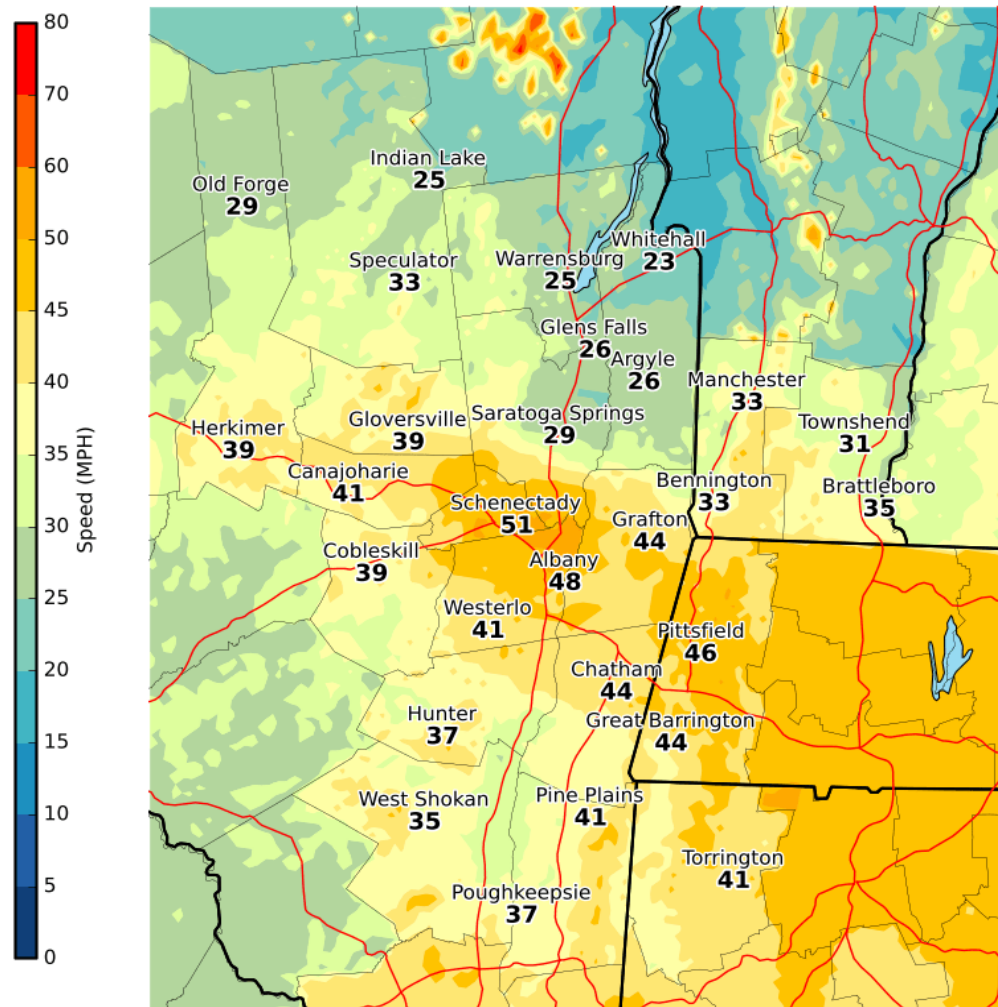 80
70
60
50
45
40
35
30
25
20
15
10
5
0
Speed (MPH)
Indian Lake
25
Old Forge
29
Whitehall
23
Speculator
33
Warrensburg
25
Glens Falls
26
Argyle
26
Manchester
33
Saratoga Springs
29
Gloversville
39
Herkimer
39
Townshend
31
Canajoharie
41
Bennington
33
Brattleboro
35
Schenectady
51
Grafton
44
Cobleskill
39
Albany
48
Westerlo
41
Pittsfield
46
Chatham
44
Hunter
37
Great Barrington
44
West Shokan
35
Pine Plains
41
Torrington
41
Poughkeepsie
37